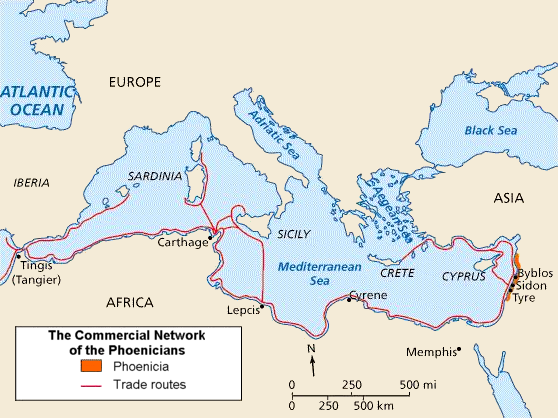 EUROPE
ATLANTIC
OCEAN
Adriatic Sea
Black Sea
IBERIA
SARDINIA
Aegean Sea
ASIA
SICILY
Carthage
Mediterranean
Sea
CRETE
CYPRUS
Byblos
Sidon
Tyre
Tingis
(Tangier)
AFRICA
Lepcis
Cyrene
Memphis
The Commercial Network
of the Phoenicians
Phoenicia
Trade routes
N
0 250 500 mi
0 250 500 km